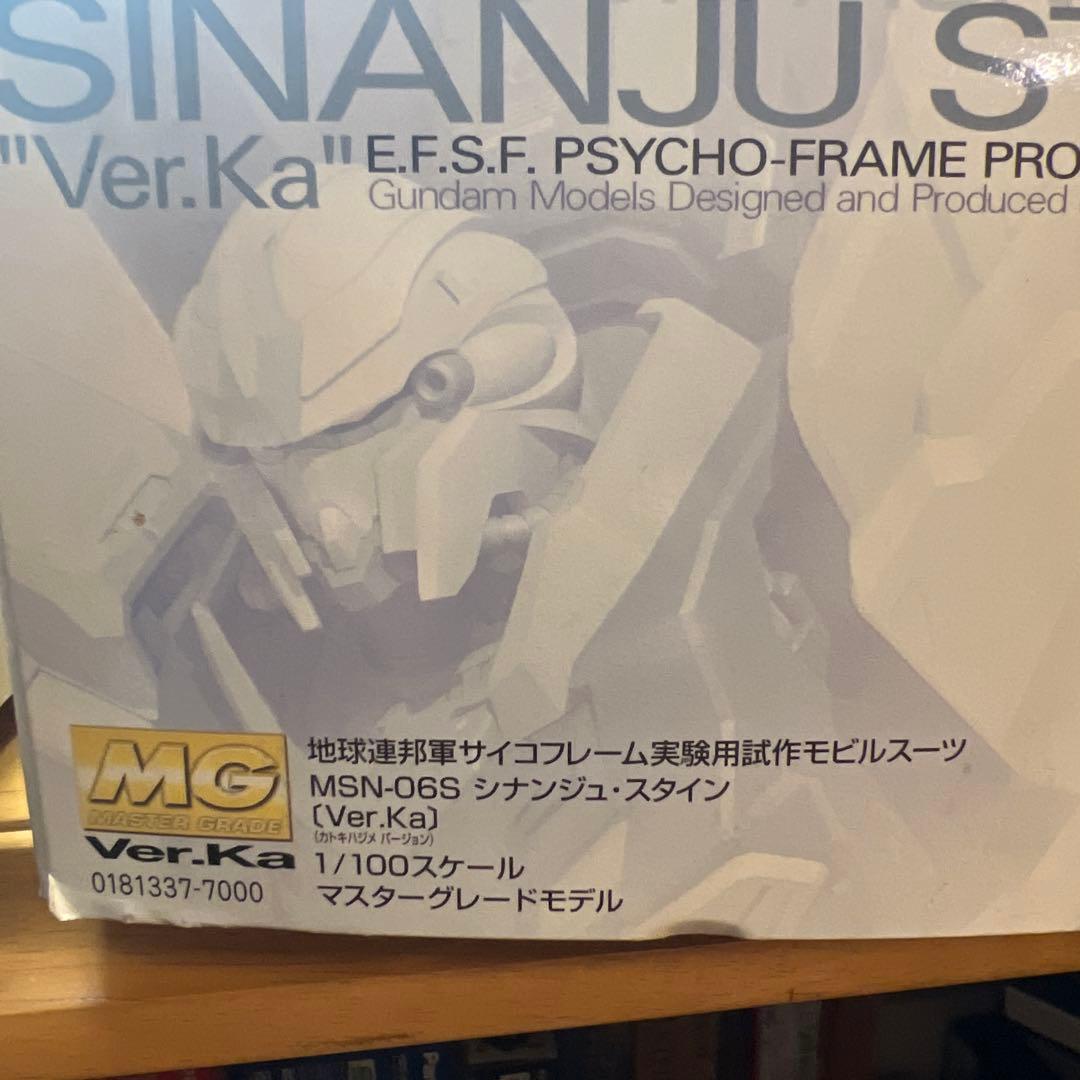 SINANJU ST
"Ver.Ka"
E.F.S.F. PSYCHO-FRAME PRO
Gundam Models Designed and Produced
MG
MASTER GRADE
Ver.Ka
0181337-7000
地球連邦軍サイコフレーム実験用試作モビルスーツ
MSN-06S シナンジュ・スタイン
〔Ver.Ka〕
(カトキハジメ バージョン)
1/100スケール
マスターグレードモデル